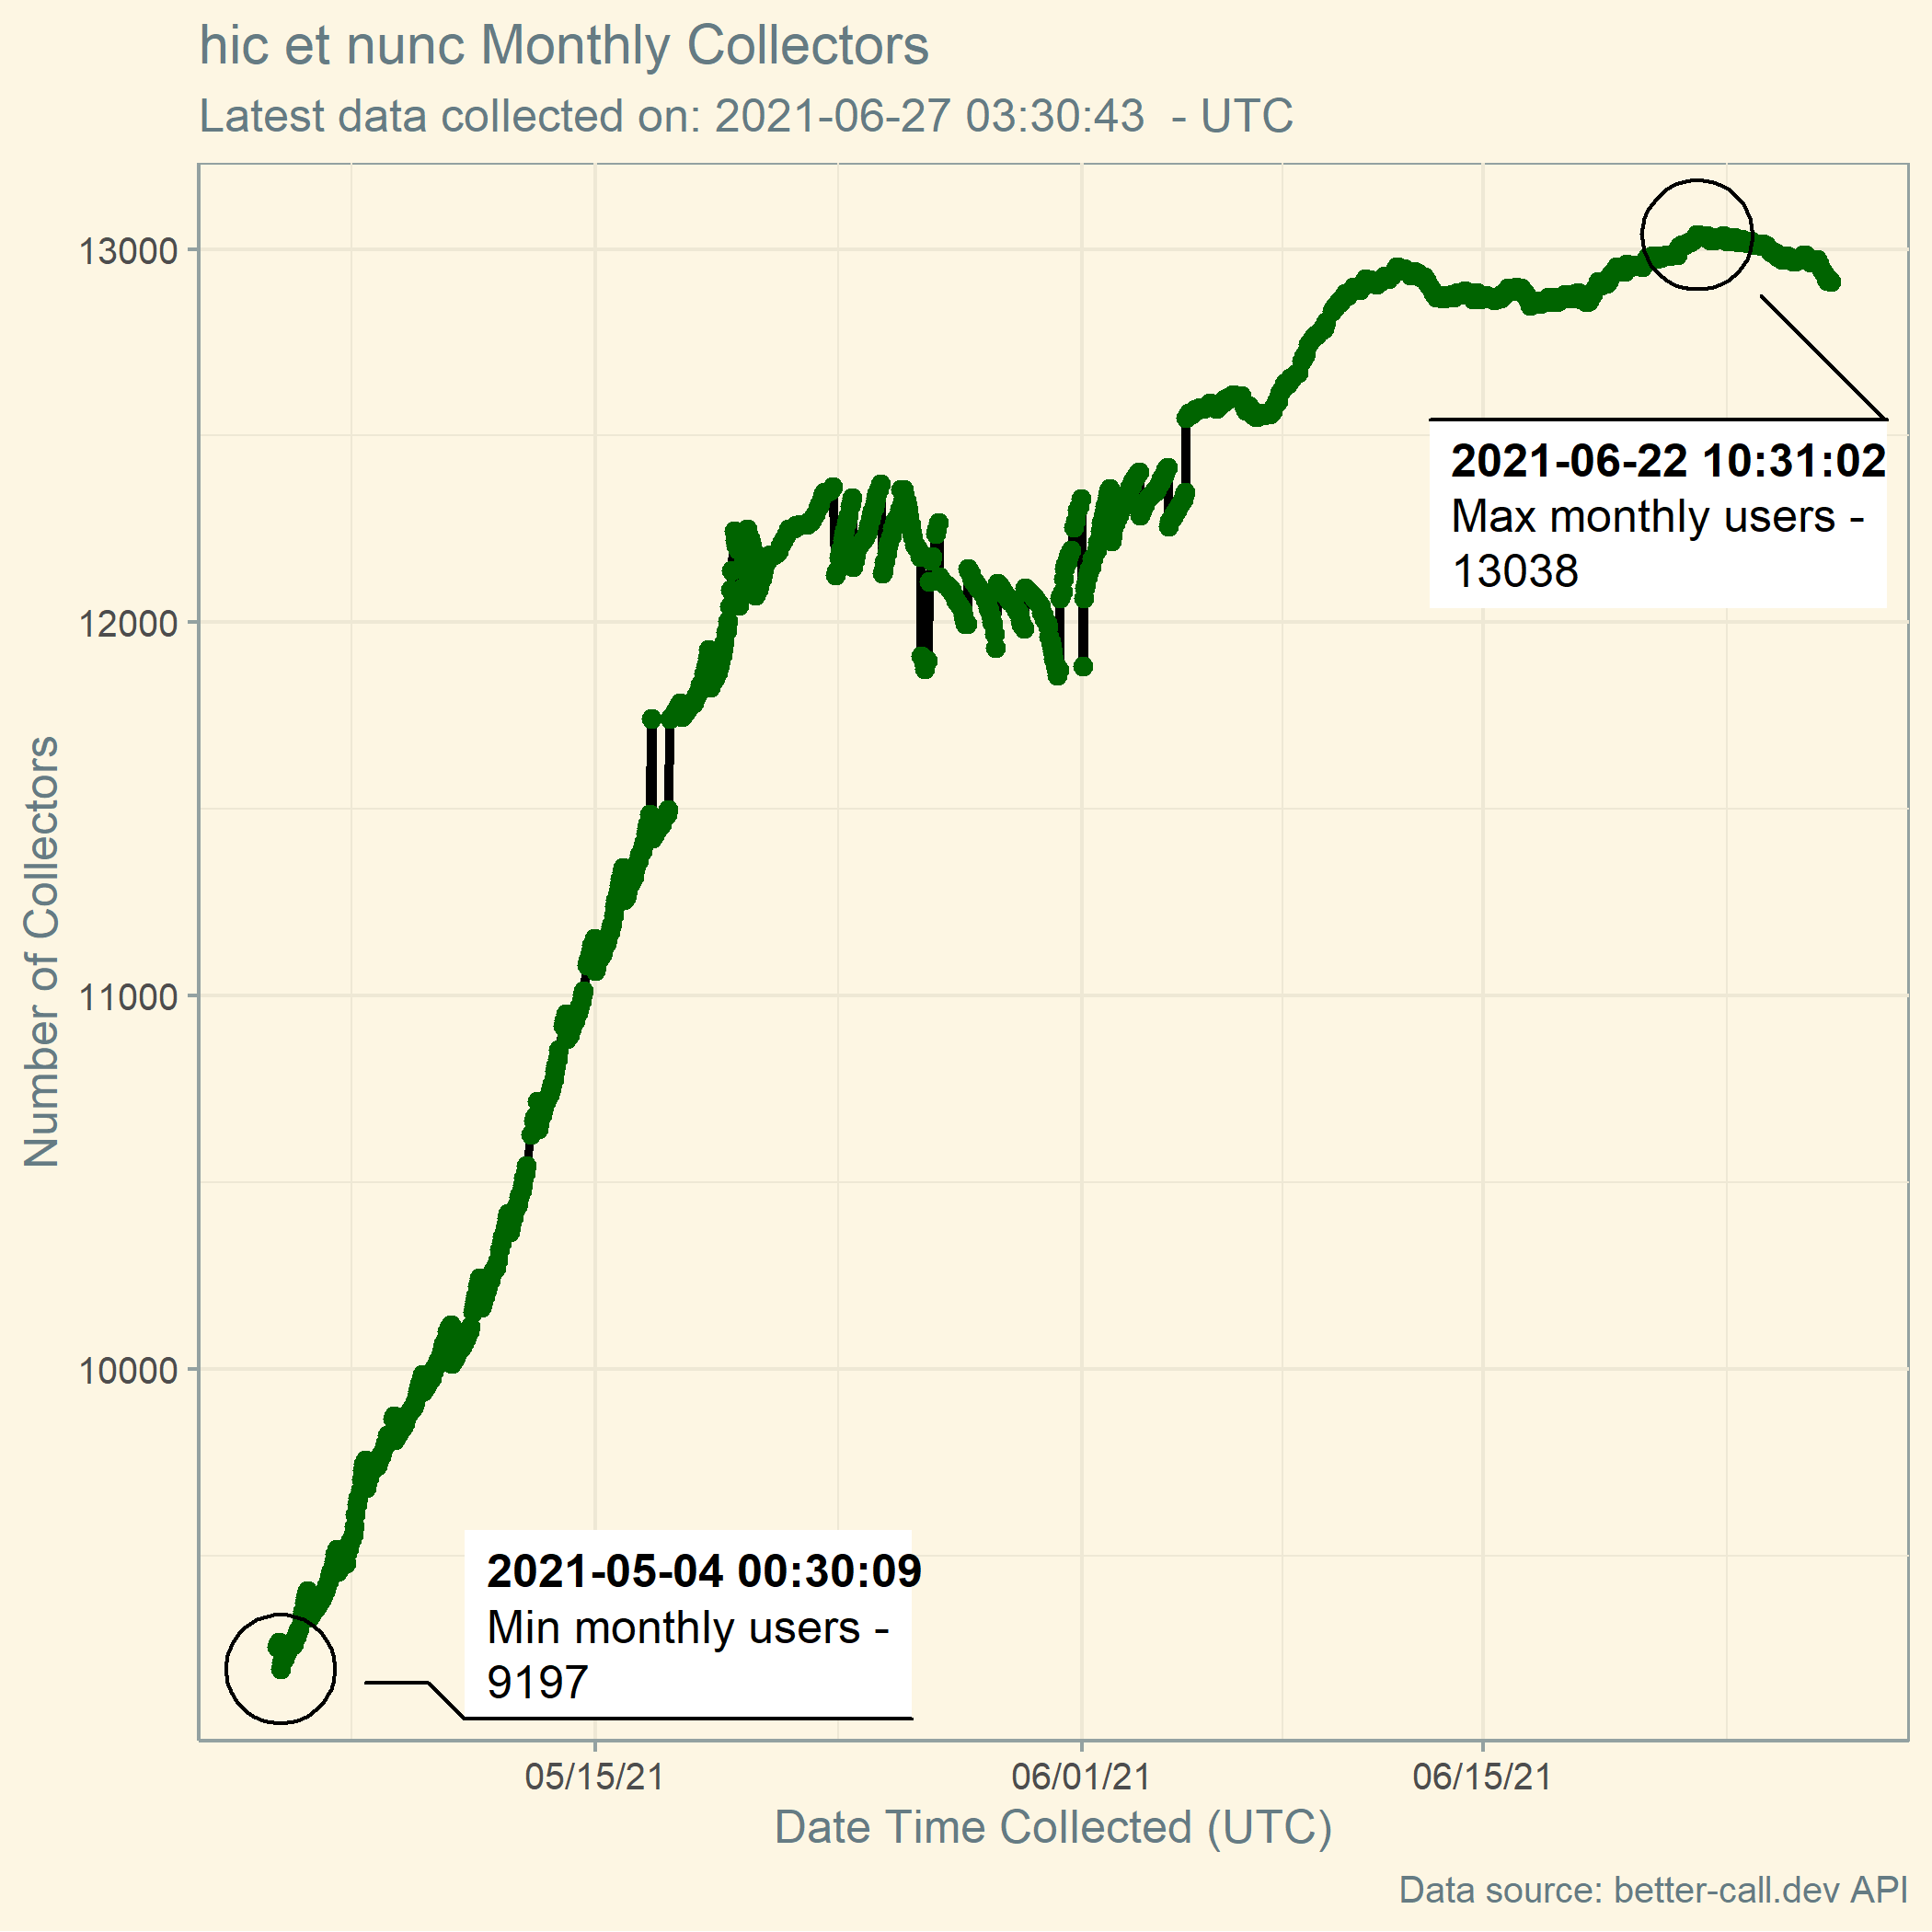 hic et nunc Monthly Collectors
Latest data collected on: 2021-06-27 03:30:43  - UTC
Number of Collectors
13000
12000
11000
10000
2021-06-22 10:31:02
Max monthly users -
13038
2021-05-04 00:30:09
Min monthly users -
9197
05/15/21
06/01/21
06/15/21
Date Time Collected (UTC)
Data source: better-call.dev API